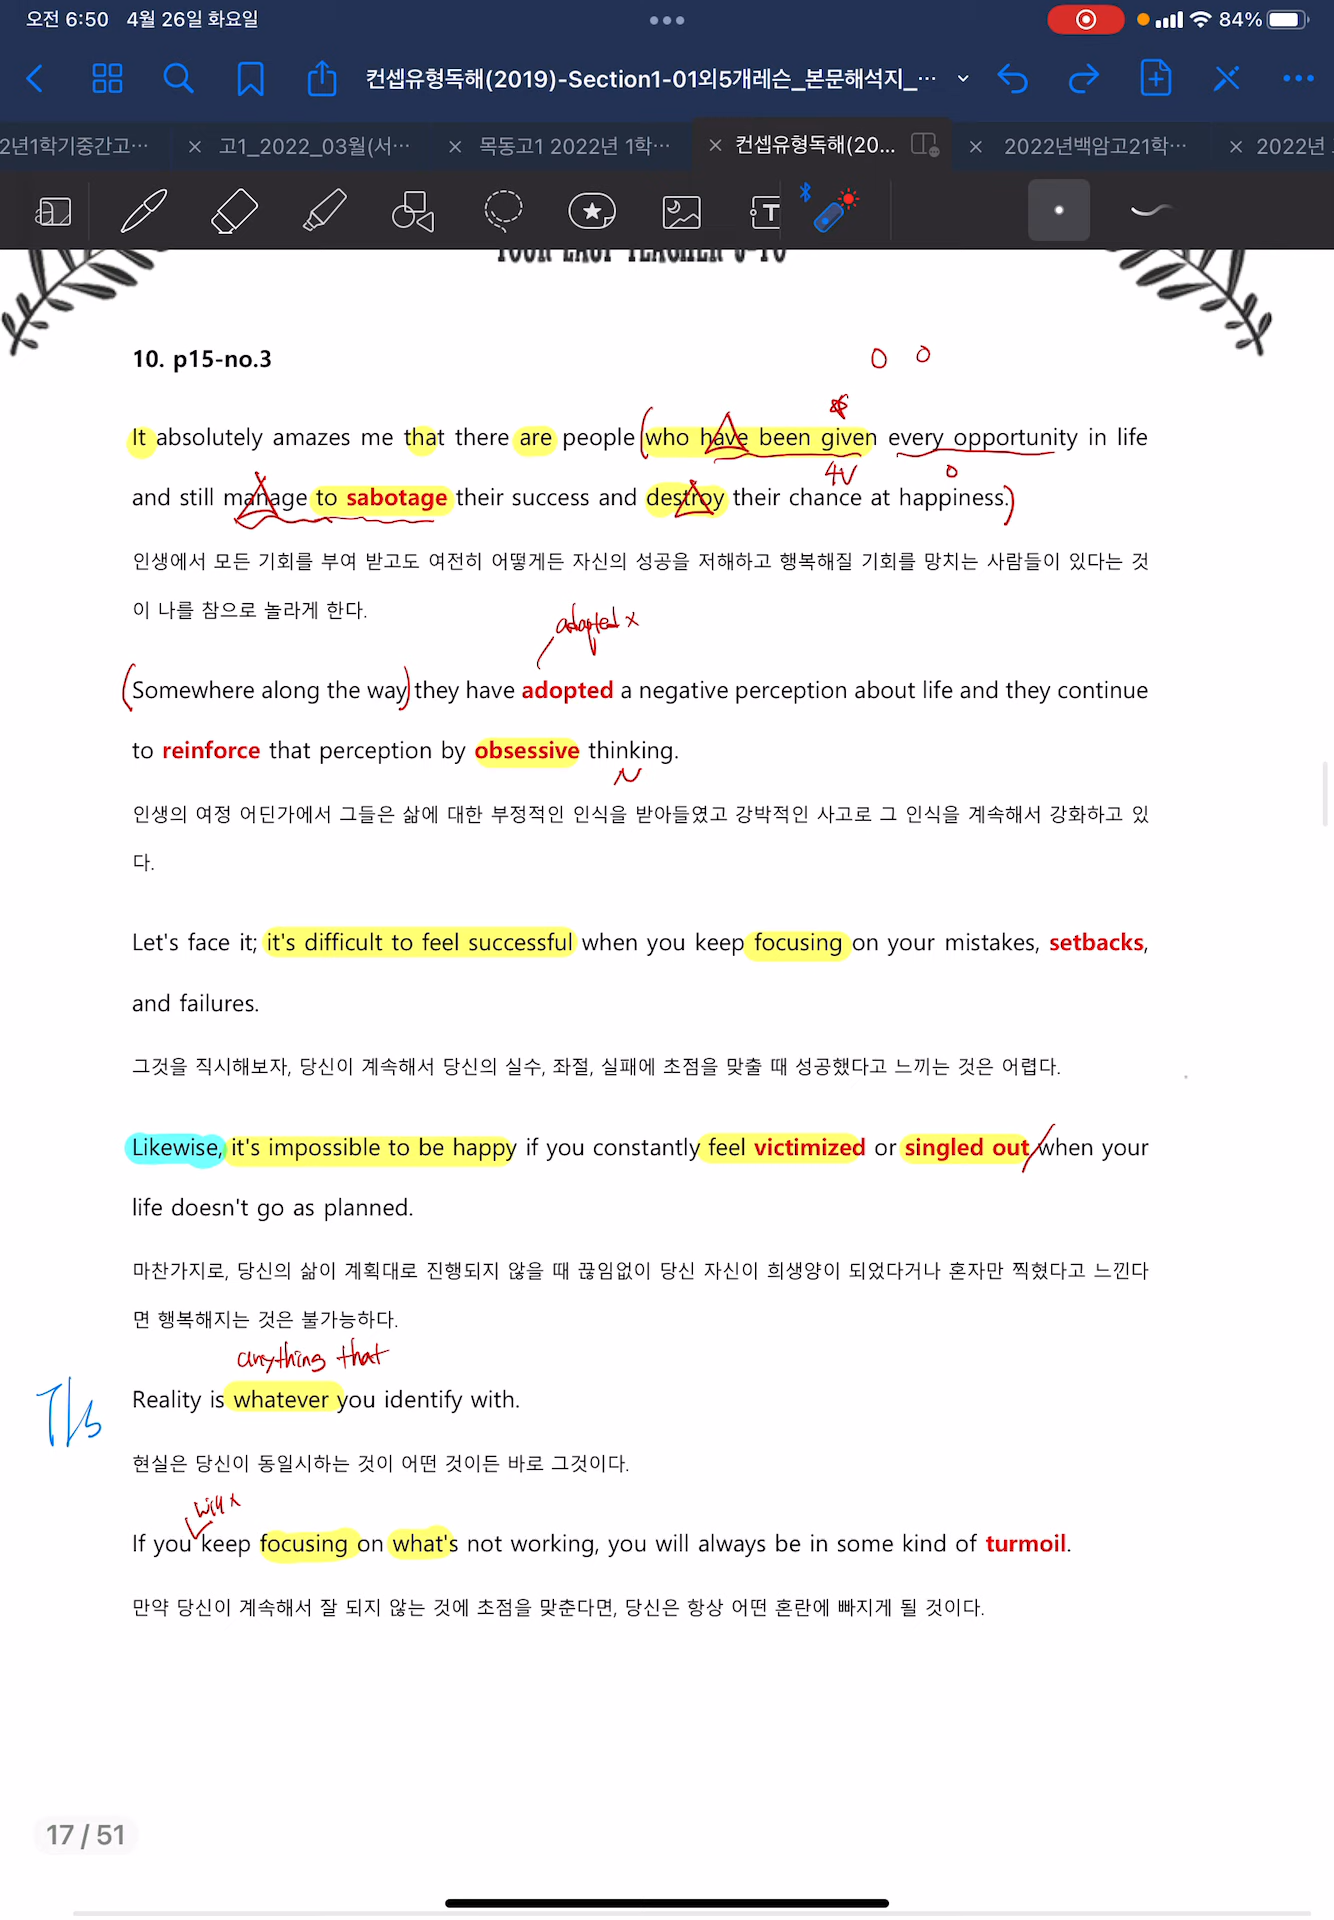 오전 6:50 4월 26일 화요일
84%
컨셉유형독해(2019)-Section1-01외5개레슨_본문해석지_···
2년1학기중간고···
고1_2022_03월(서···
목동고1 2022년 1학···
컨셉유형독해(20...
2022년백암고21학···
2022년
10. p15-no.3
It absolutely amazes me that there are people (who have been given every opportunity in life
4V
and still manage to sabotage their success and destroy their chance at happiness.)
인생에서 모든 기회를 부여 받고도 여전히 어떻게든 자신의 성공을 저해하고 행복해질 기회를 망치는 사람들이 있다는 것
이 나를 참으로 놀라게 한다.
(Somewhere along the way) they have adopted a negative perception about life and they continue
to reinforce that perception by obsessive thinking.
N
인생의 여정 어딘가에서 그들은 삶에 대한 부정적인 인식을 받아들였고 강박적인 사고로 그 인식을 계속해서 강화하고 있
다.
Let's face it; it's difficult to feel successful when you keep focusing on your mistakes, setbacks,
and failures.
그것을 직시해보자, 당신이 계속해서 당신의 실수, 좌절, 실패에 초점을 맞출 때 성공했다고 느끼는 것은 어렵다.
Likewise, it's impossible to be happy if you constantly feel victimized or singled out when your
life doesn't go as planned.
마찬가지로, 당신의 삶이 계획대로 진행되지 않을 때 끊임없이 당신 자신이 희생양이 되었다거나 혼자만 찍혔다고 느낀다
면 행복해지는 것은 불가능하다.
anything that
Reality is whatever you identify with.
현실은 당신이 동일시하는 것이 어떤 것이든 바로 그것이다.
will x
If you keep focusing on what's not working, you will always be in some kind of turmoil.
만약 당신이 계속해서 잘 되지 않는 것에 초점을 맞춘다면, 당신은 항상 어떤 혼란에 빠지게 될 것이다.
17 / 51